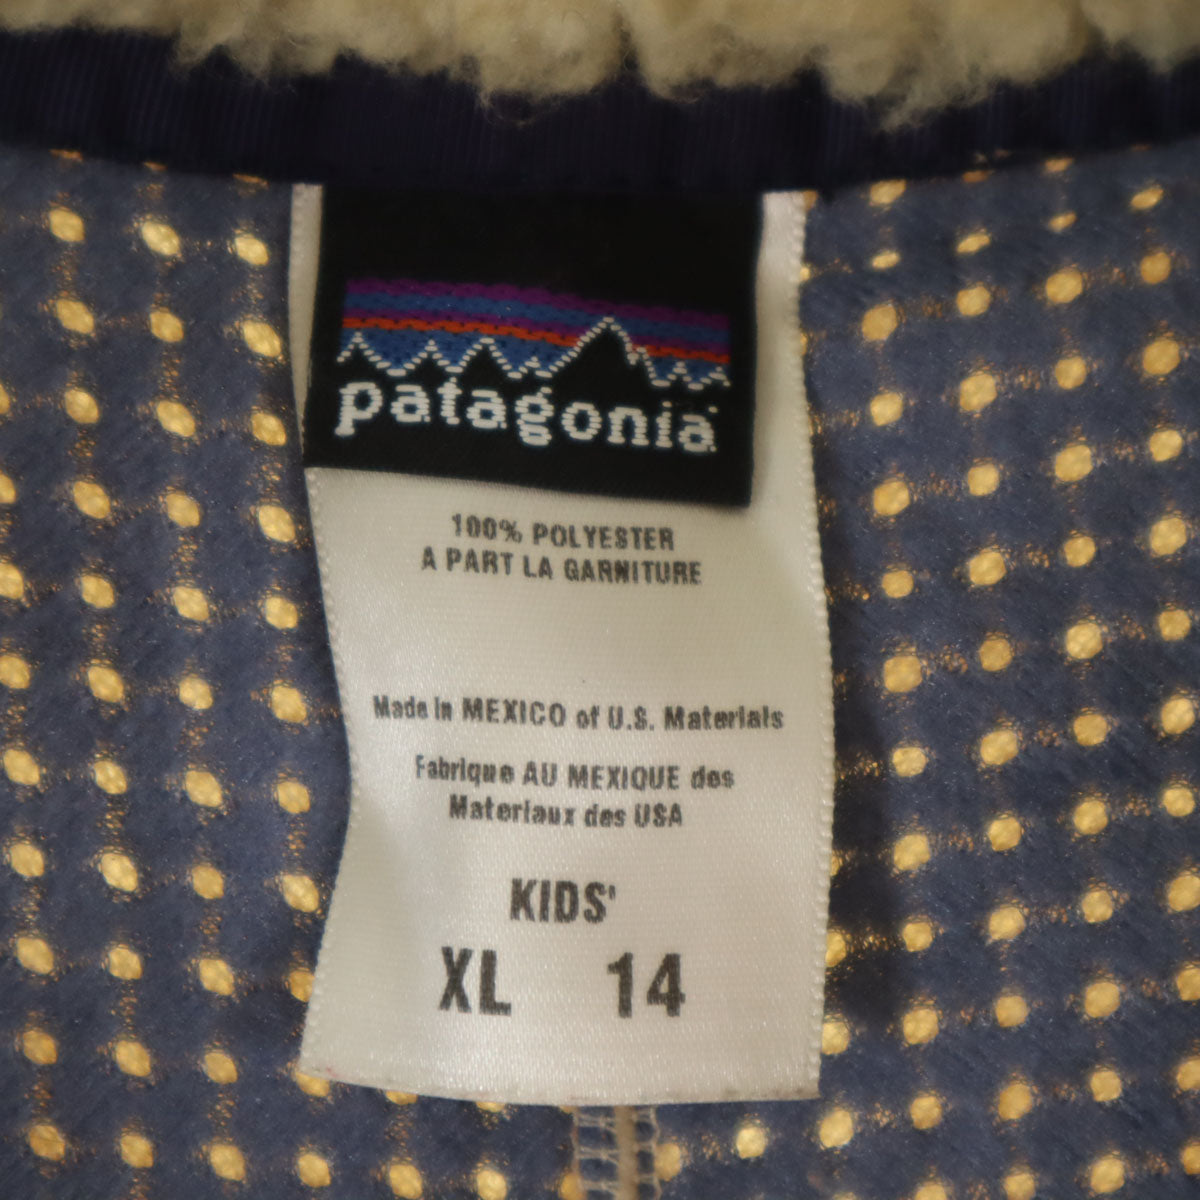 patagonia
100% POLYESTER
A PART LA GARNITURE
Made in MEXICO of U.S. Materials
Fabrique AU MEXIQUE des
Materiaux des USA
KIDS'
XL 14